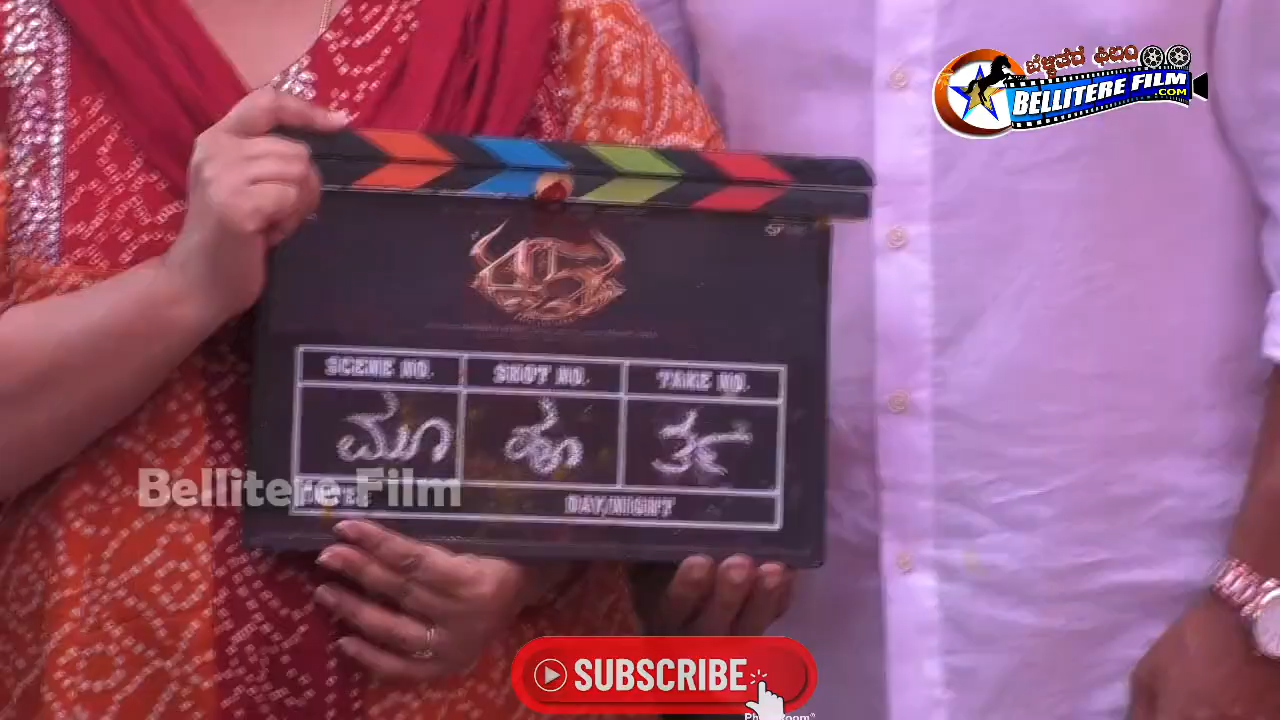 ಬೆಳ್ಳಿತೆರೆ ಫಿಲಂ
BELLITERE FILM
.COM
SCENE NO. SHOT NO. TAKE NO.
ಮೂ ಹೂ ರ್ತ
Bellitere Film
DAY/NIGHT
SUBSCRIBE